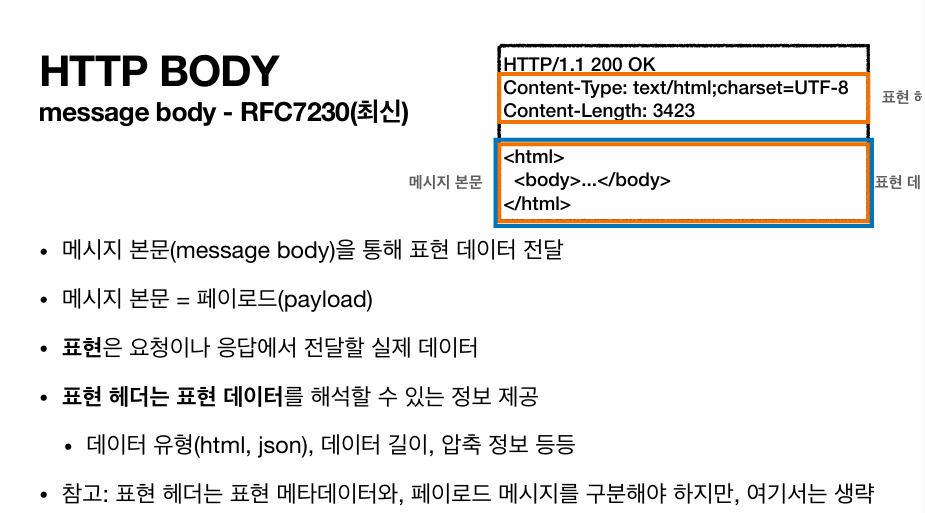 HTTP BODY
message body - RFC7230(최신)
HTTP/1.1 200 OK
Content-Type: text/html;charset=UTF-8
Content-Length: 3423
표현
<html>
<body>...</body>
</html>
메시지 본문
표현 데
• 메시지 본문(message body)을 통해 표현 데이터 전달
• 메시지 본문 = 페이로드(payload)
• 표현은 요청이나 응답에서 전달할 실제 데이터
• 표현 헤더는 표현 데이터를 해석할 수 있는 정보 제공
• 데이터 유형(html, json), 데이터 길이, 압축 정보 등등
• 참고: 표현 헤더는 표현 메타데이터와, 페이로드 메시지를 구분해야 하지만, 여기서는 생략